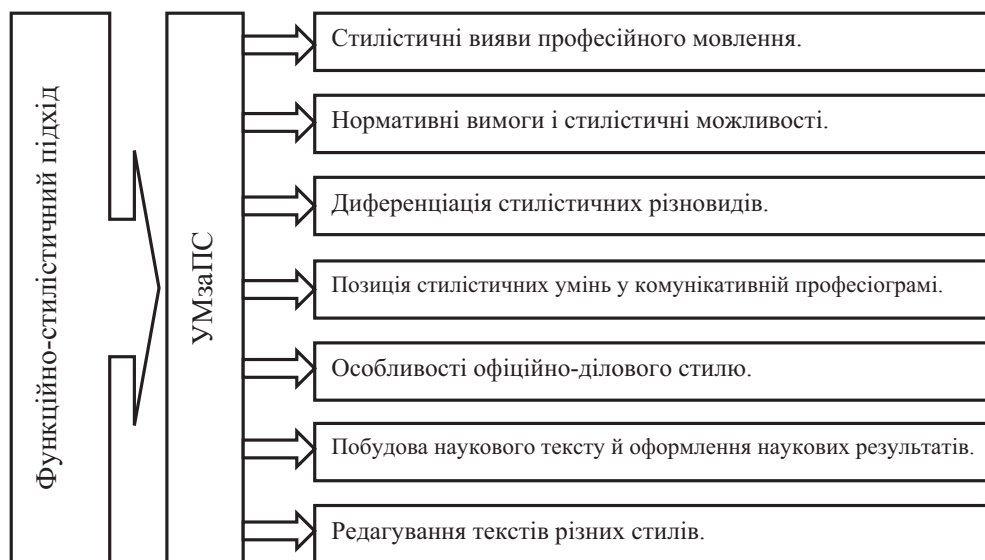 Функційно-стилістичний підхід
УМзаПС
Стилістичні вияви професійного мовлення.
Нормативні вимоги і стилістичні можливості.
Диференціація стилістичних різновидів.
Позиція стилістичних умінь у комунікативній професіограмі.
Особливості офіційно-ділового стилю.
Побудова наукового тексту й оформлення наукових результатів.
Редагування текстів різних стилів.